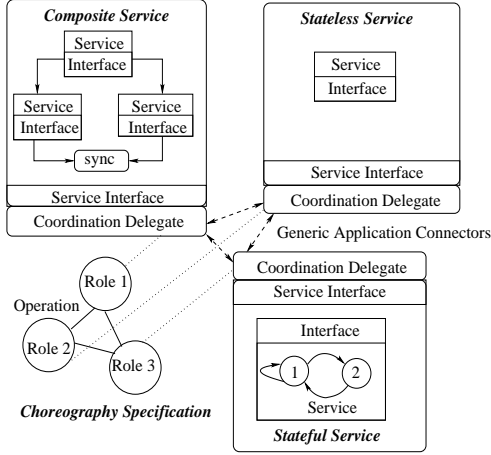 Composite Service
Service
Interface
Service
Interface
Service
Interface
sync
Service Interface
Coordination Delegate
Stateless Service
Service
Interface
Service Interface
Coordination Delegate
Generic Application Connectors
Coordination Delegate
Service Interface
Interface
1
2
Service
Stateful Service
Role 1
Operation
Role 2
Role 3
Choreography Specification